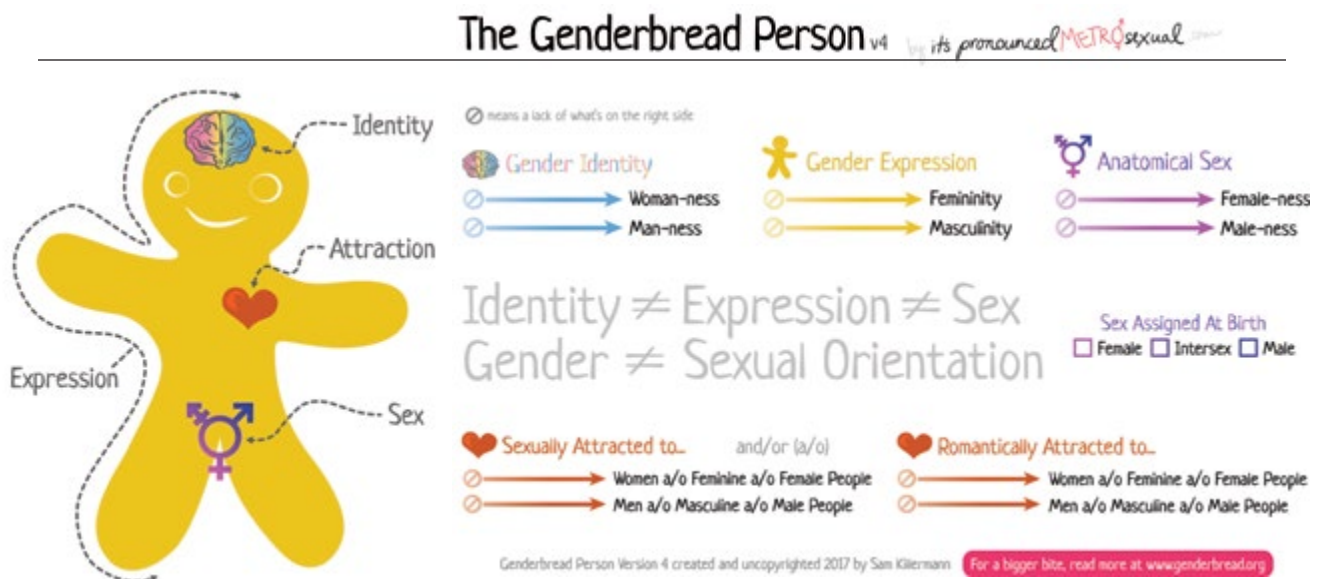 The Genderbread Person v4 by it's pronounced METROsexual .com
Identity
Attraction
Expression
Sex
means a lack of what's on the right side
Gender Identity
Woman-ness
Man-ness
Gender Expression
Femininity
Masculinity
Anatomical Sex
Female-ness
Male-ness
Identity ≠ Expression ≠ Sex
Gender ≠ Sexual Orientation
Sex Assigned At Birth
Female Intersex Male
Sexually Attracted to... and/or (a/o)
Women a/o Feminine a/o Female People
Men a/o Masculine a/o Male People
Romantically Attracted to...
Women a/o Feminine a/o Female People
Men a/o Masculine a/o Male People
Genderbread Person Version 4 created and uncopyrighted 2017 by Sam Killermann
For a bigger bite, read more at www.genderbread.org